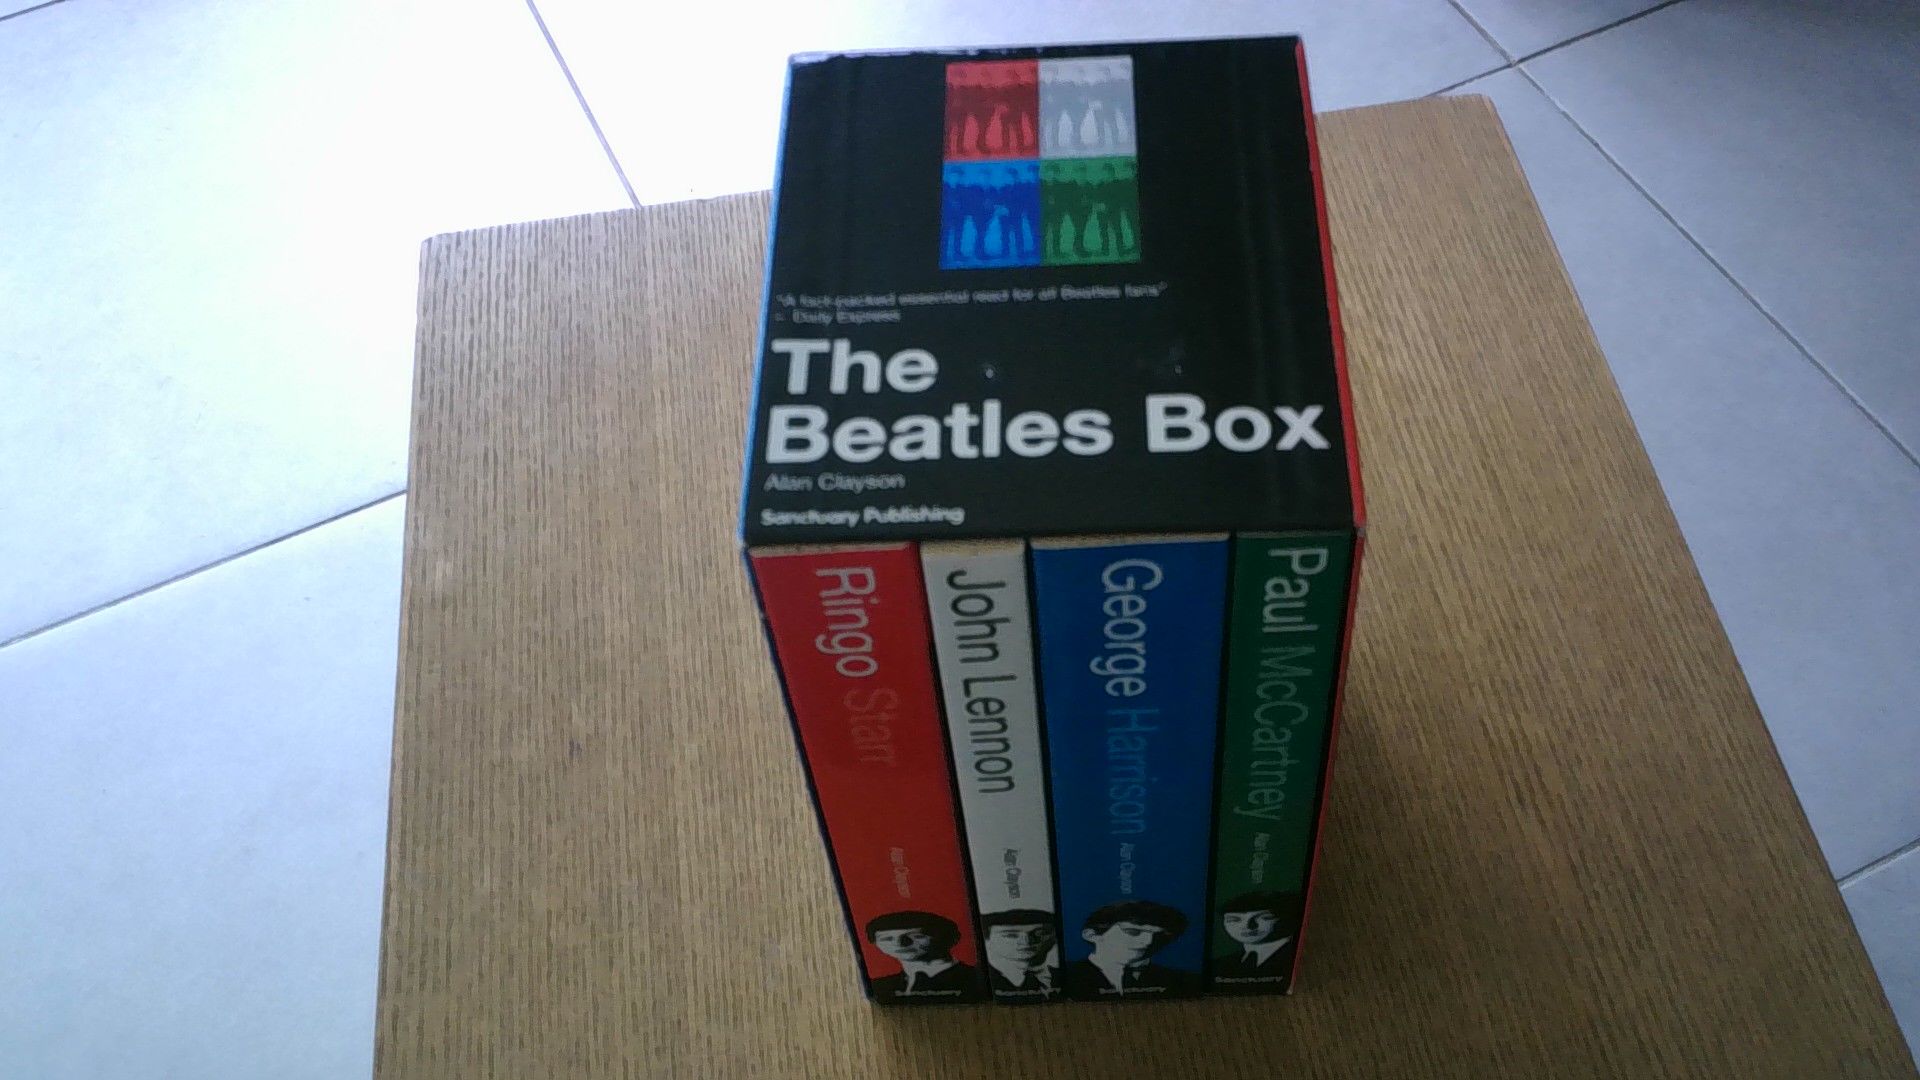 "A fact-packed essential read for all Beatles fans"
– Daily Express
The
Beatles Box
Alan Clayson
Sanctuary Publishing
Ringo Starr
Alan Clayson
Sanctuary
John Lennon
Alan Clayson
Sanctuary
George Harrison
Alan Clayson
Sanctuary
Paul McCartney
Alan Clayson
Sanctuary